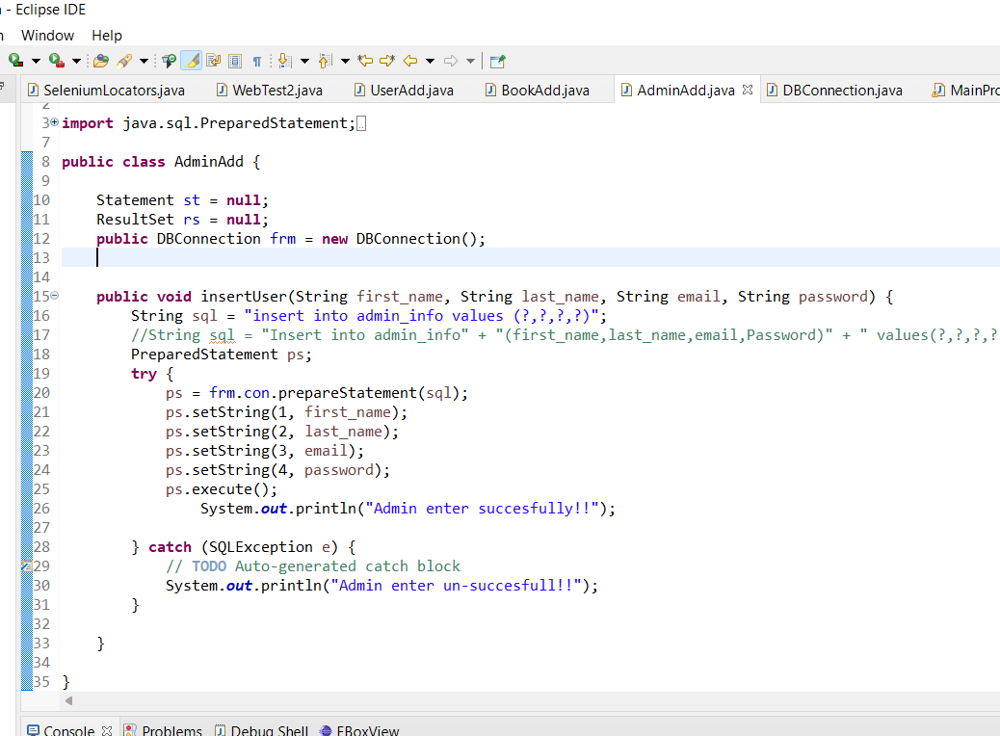 - Eclipse IDE
Window Help
SeleniumLocators.java WebTest2.java UserAdd.java BookAdd.java AdminAdd.java DBConnection.java MainPro
2
3 import java.sql.PreparedStatement;
7
8 public class AdminAdd {
9
10 Statement st = null;
11 ResultSet rs = null;
12 public DBConnection frm = new DBConnection();
13
14
15 public void insertUser(String first_name, String last_name, String email, String password) {
16 String sql = "insert into admin_info values (?,?,?,?)";
17 //String sql = "Insert into admin_info" + "(first_name,last_name,email,Password)" + " values(?,?,?,?
18 PreparedStatement ps;
19 try {
20 ps = frm.con.prepareStatement(sql);
21 ps.setString(1, first_name);
22 ps.setString(2, last_name);
23 ps.setString(3, email);
24 ps.setString(4, password);
25 ps.execute();
26 System.out.println("Admin enter succesfully!!");
27
28 } catch (SQLException e) {
29 // TODO Auto-generated catch block
30 System.out.println("Admin enter un-succesfull!!");
31 }
32
33 }
34
35 }
Console Problems Debug Shell FBoxView